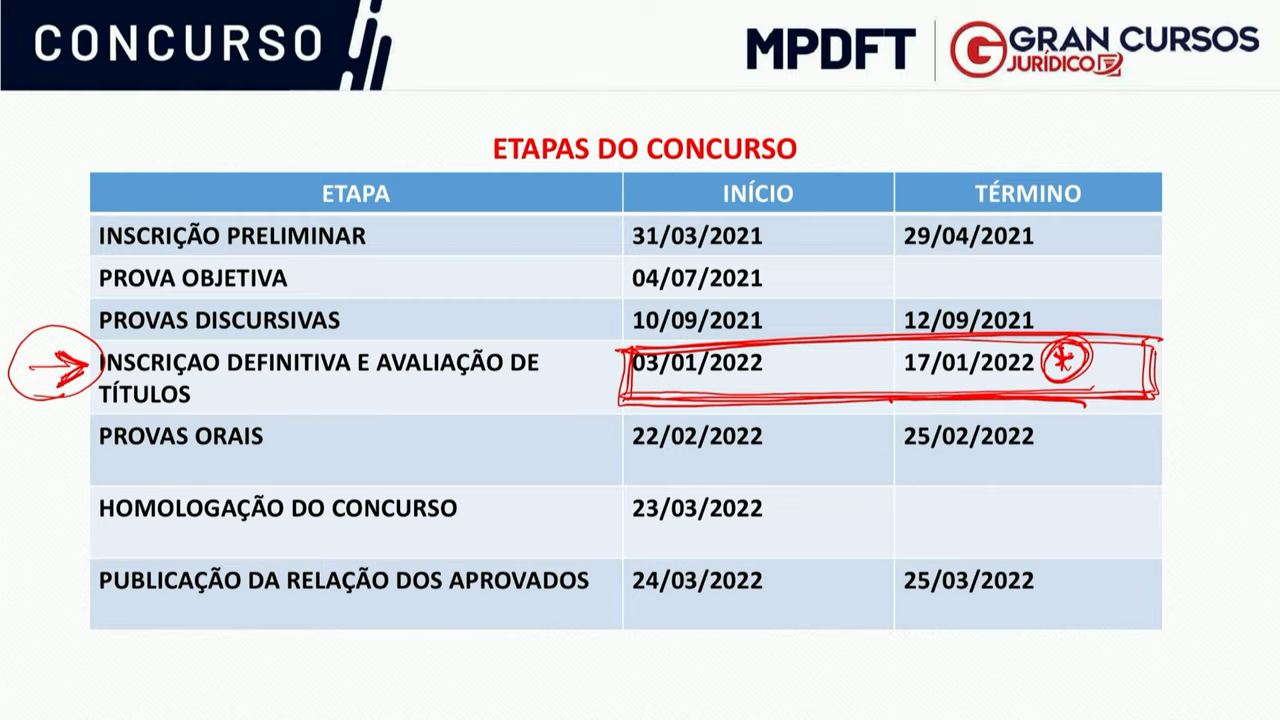 CONCURSO
MPDFT
GRAN CURSOS
JURÍDICO
ETAPAS DO CONCURSO
ETAPA INÍCIO TÉRMINO
INSCRIÇÃO PRELIMINAR 31/03/2021 29/04/2021
PROVA OBJETIVA 04/07/2021
PROVAS DISCURSIVAS 10/09/2021 12/09/2021
INSCRIÇAO DEFINITIVA E AVALIAÇÃO DE 03/01/2022 17/01/2022 *
TÍTULOS
PROVAS ORAIS 22/02/2022 25/02/2022
HOMOLOGAÇÃO DO CONCURSO 23/03/2022
PUBLICAÇÃO DA RELAÇÃO DOS APROVADOS 24/03/2022 25/03/2022